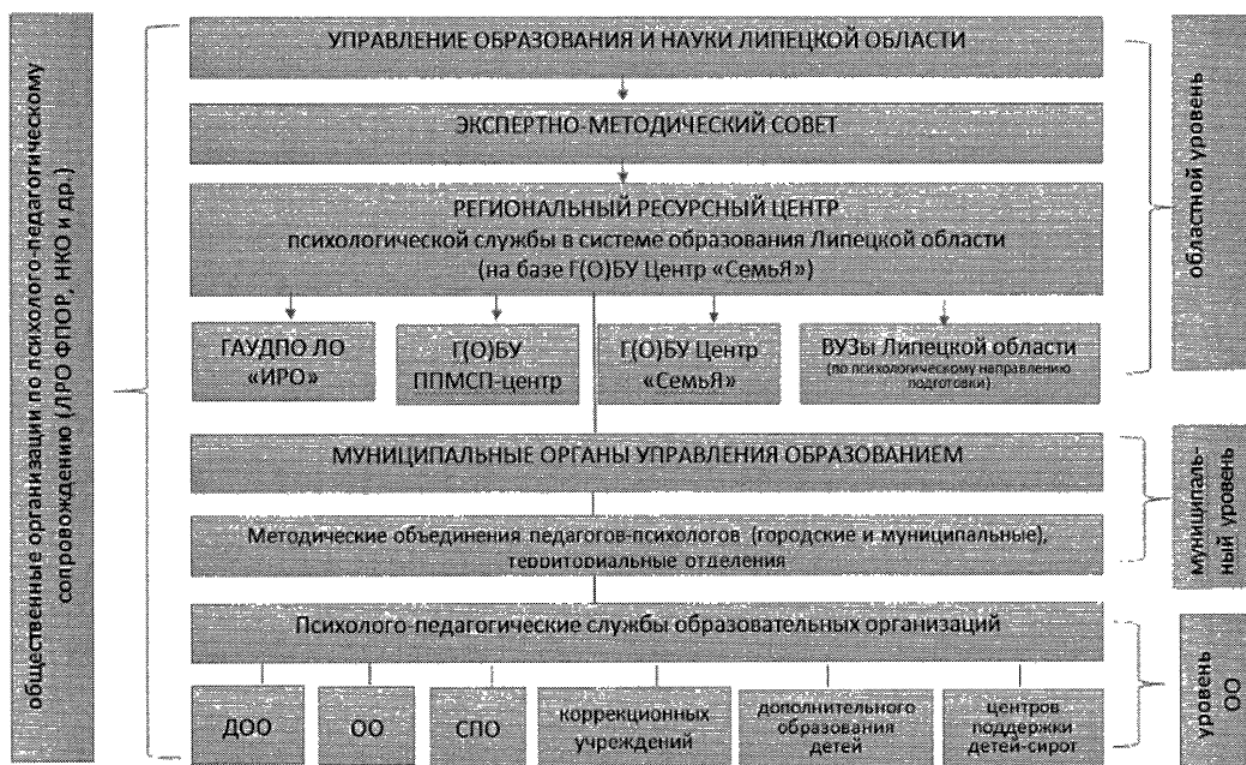 общественные организации по психолого-педагогическому
сопровождению (ЛРО ФПОР, НКО и др.)
УПРАВЛЕНИЕ ОБРАЗОВАНИЯ И НАУКИ ЛИПЕЦКОЙ ОБЛАСТИ
ЭКСПЕРТНО-МЕТОДИЧЕСКИЙ СОВЕТ
РЕГИОНАЛЬНЫЙ РЕСУРСНЫЙ ЦЕНТР
психологической службы в системе образования Липецкой области
(на базе Г(О)БУ Центр «СемьЯ»)
областной уровень
ГАУДПО ЛО
«ИРО»
Г(О)БУ
ППМСП-центр
Г(О)БУ Центр
«СемьЯ»
ВУЗы Липецкой области
(по психологическому направлению
подготовки)
МУНИЦИПАЛЬНЫЕ ОРГАНЫ УПРАВЛЕНИЯ ОБРАЗОВАНИЕМ
Методические объединения педагогов-психологов (городские и муниципальные),
территориальные отделения
муниципаль-
ный уровень
Психолого-педагогические службы образовательных организаций
ДОО
ОО
СПО
коррекционных
учреждений
дополнительного
образования
детей
центров
поддержки
детей-сирот
уровень
ОО